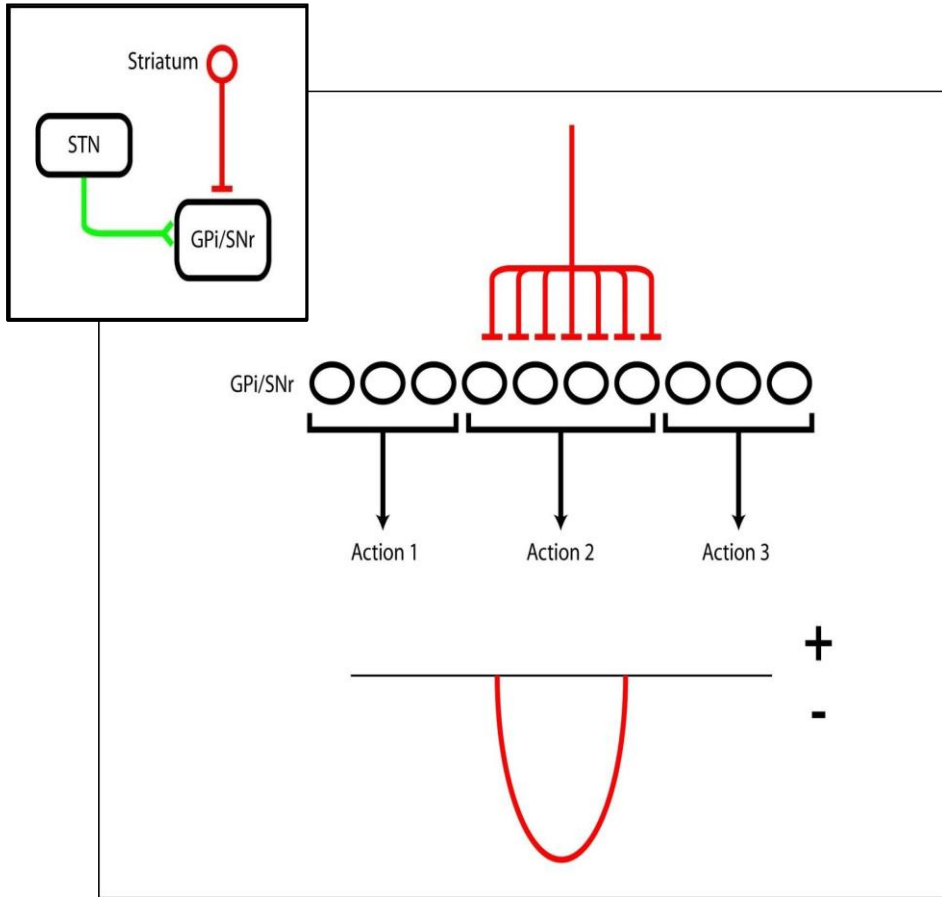 Striatum
STN
GPi/SNr
GPi/SNr
Action 1
Action 2
Action 3
+
-